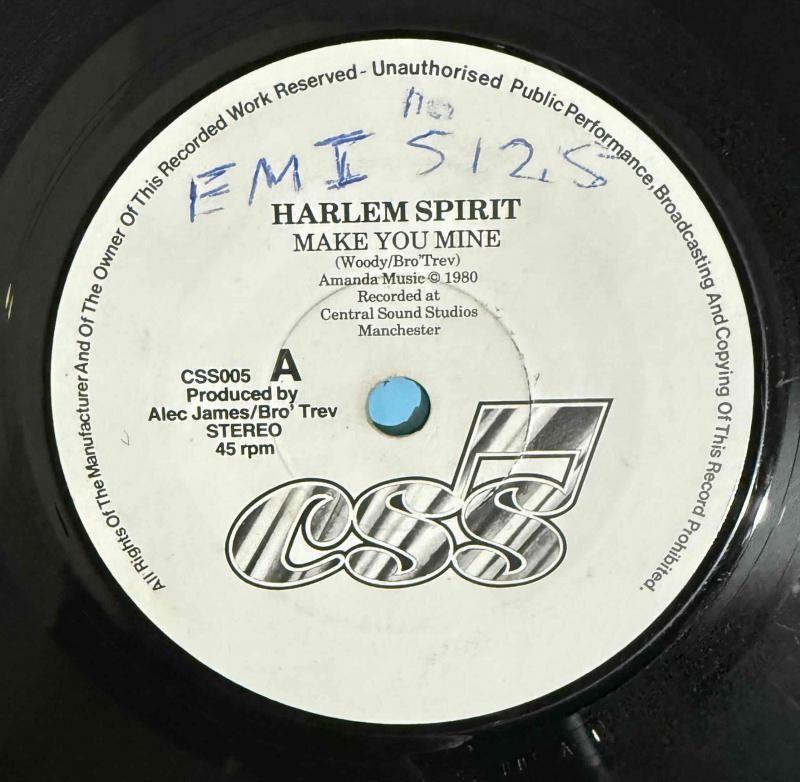 All Rights Of The Manufacturer And Of The Owner Of This Recorded Work Reserved - Unauthorised Public Performance, Broadcasting And Copying Of This Record Prohibited.
EMI 5125
HARLEM SPIRIT
MAKE YOU MINE
(Woody/Bro'Trev)
Amanda Music © 1980
Recorded at
Central Sound Studios
Manchester
CSS005 A
Produced by
Alec James/Bro' Trev
STEREO
45 rpm
CSS